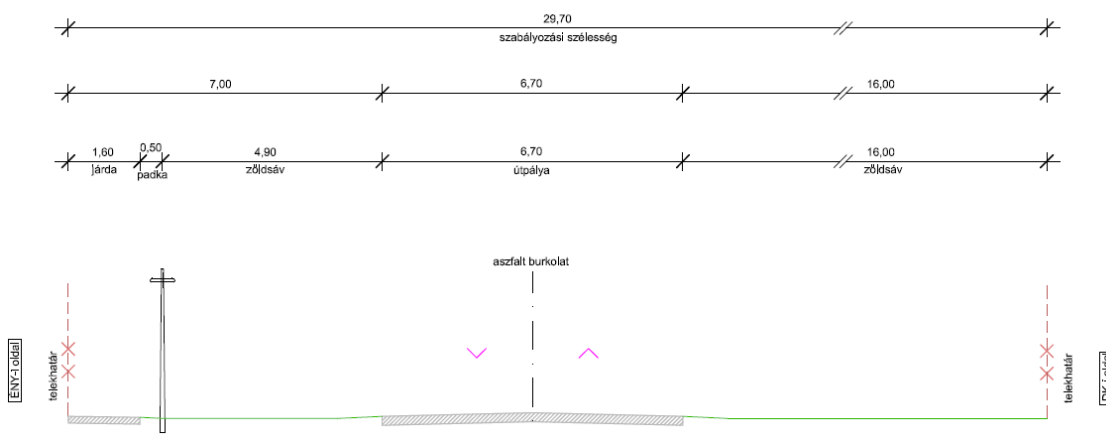 29,70
szabályozási szélesség
7,00
6,70
16,00
1,60
0,50
4,90
6,70
16,00
járda
padka
zöldsáv
útpálya
zöldsáv
aszfalt burkolat
ÉNY-i oldal
telekhatár
telekhatár